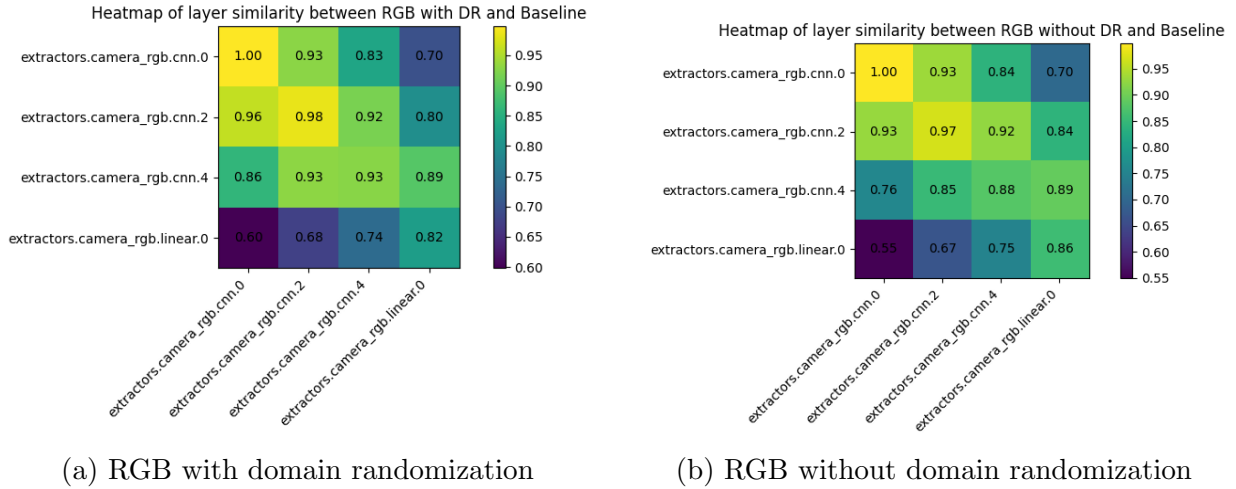 Heatmap of layer similarity between RGB with DR and Baseline
extractors.camera_rgb.cnn.0
1.00 0.93 0.83 0.70
extractors.camera_rgb.cnn.2
0.96 0.98 0.92 0.80
extractors.camera_rgb.cnn.4
0.86 0.93 0.93 0.89
extractors.camera_rgb.linear.0
0.60 0.68 0.74 0.82
0.95
0.90
0.85
0.80
0.75
0.70
0.65
0.60
extractors.camera_rgb.cnn.0
extractors.camera_rgb.cnn.2
extractors.camera_rgb.cnn.4
extractors.camera_rgb.linear.0
(a) RGB with domain randomization
Heatmap of layer similarity between RGB without DR and Baseline
extractors.camera_rgb.cnn.0
1.00 0.93 0.84 0.70
extractors.camera_rgb.cnn.2
0.93 0.97 0.92 0.84
extractors.camera_rgb.cnn.4
0.76 0.85 0.88 0.89
extractors.camera_rgb.linear.0
0.55 0.67 0.75 0.86
0.95
0.90
0.85
0.80
0.75
0.70
0.65
0.60
0.55
extractors.camera_rgb.cnn.0
extractors.camera_rgb.cnn.2
extractors.camera_rgb.cnn.4
extractors.camera_rgb.linear.0
(b) RGB without domain randomization